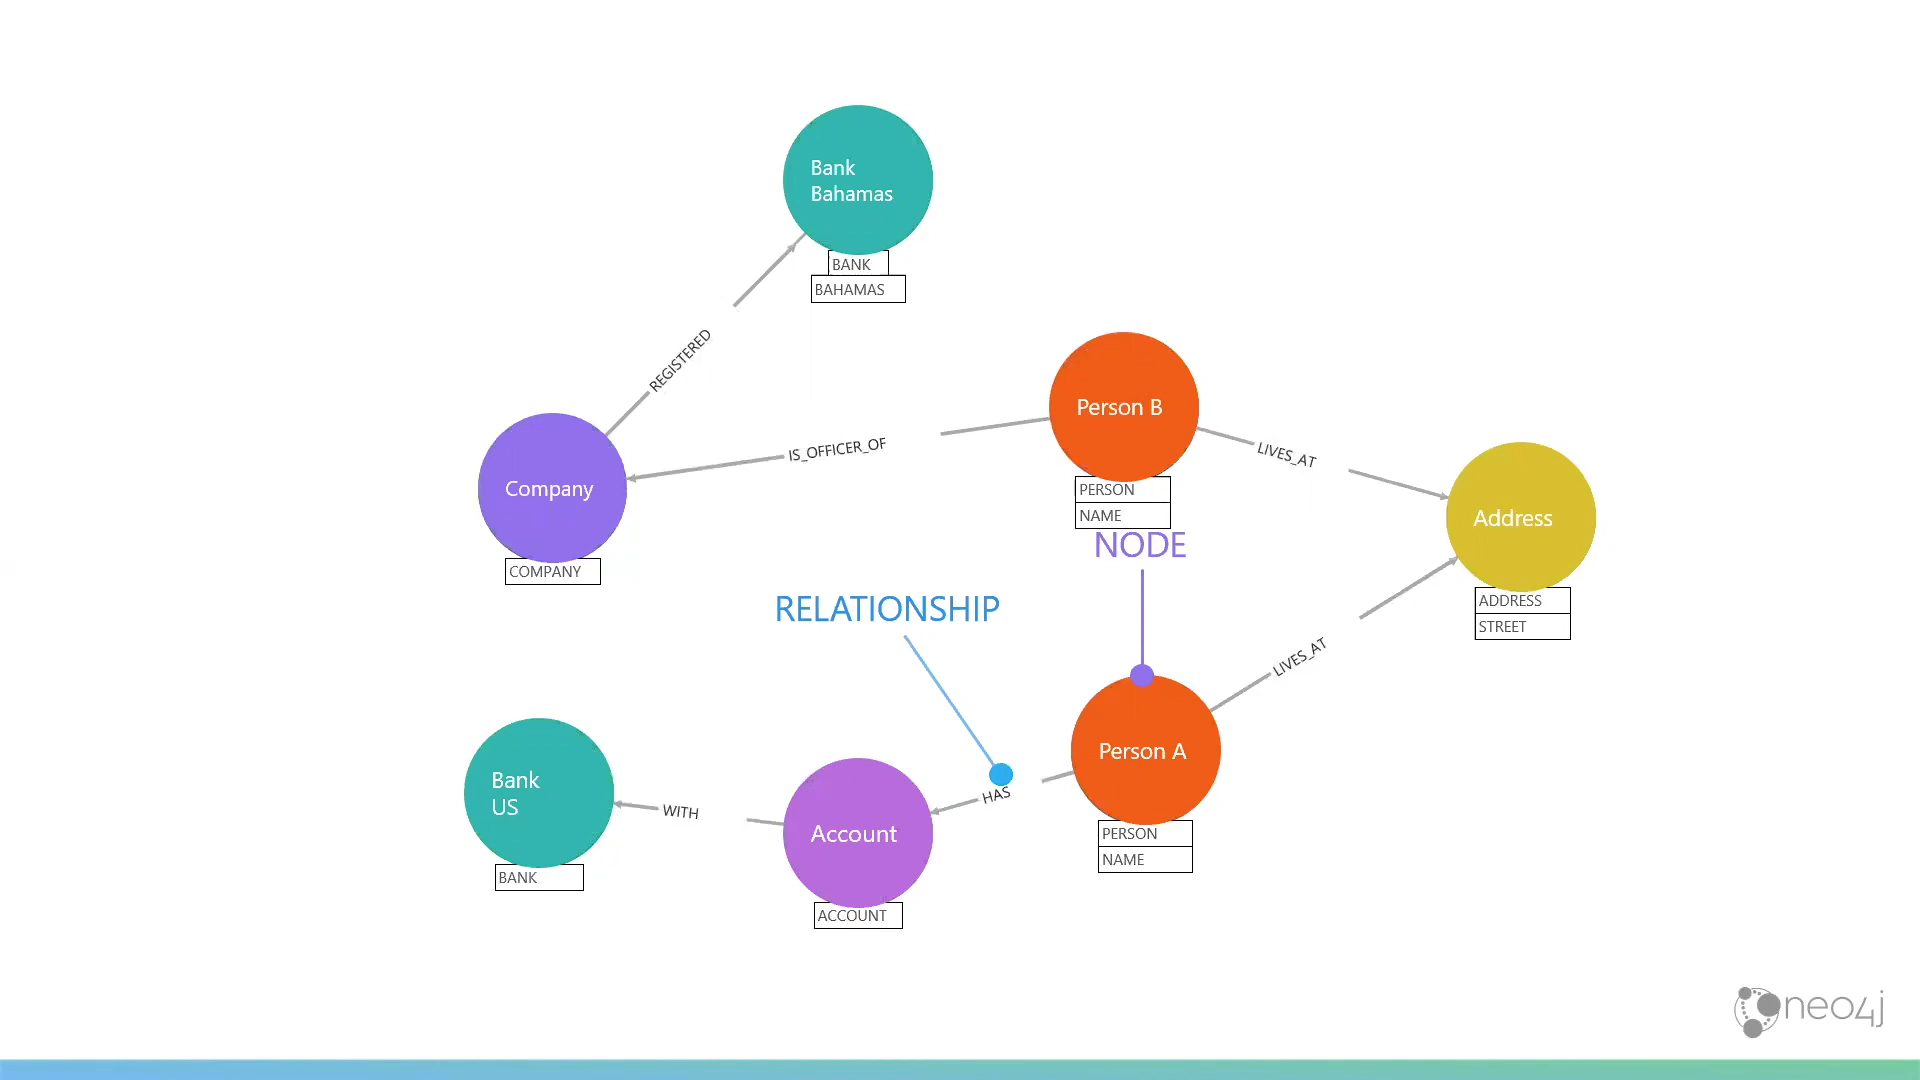 Bank
Bahamas
BANK
BAHAMAS
REGISTERED
Person B
PERSON
NAME
IS_OFFICER_OF
LIVES_AT
Company
COMPANY
Address
ADDRESS
STREET
NODE
RELATIONSHIP
LIVES_AT
Person A
PERSON
NAME
HAS
Bank
US
BANK
WITH
Account
ACCOUNT
neo4j